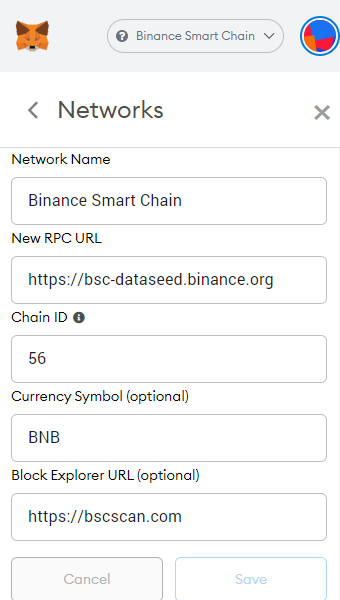 Binance Smart Chain
Networks
Network Name
Binance Smart Chain
New RPC URL
https://bsc-dataseed.binance.org
Chain ID
56
Currency Symbol (optional)
BNB
Block Explorer URL (optional)
https://bscscan.com
Cancel Save